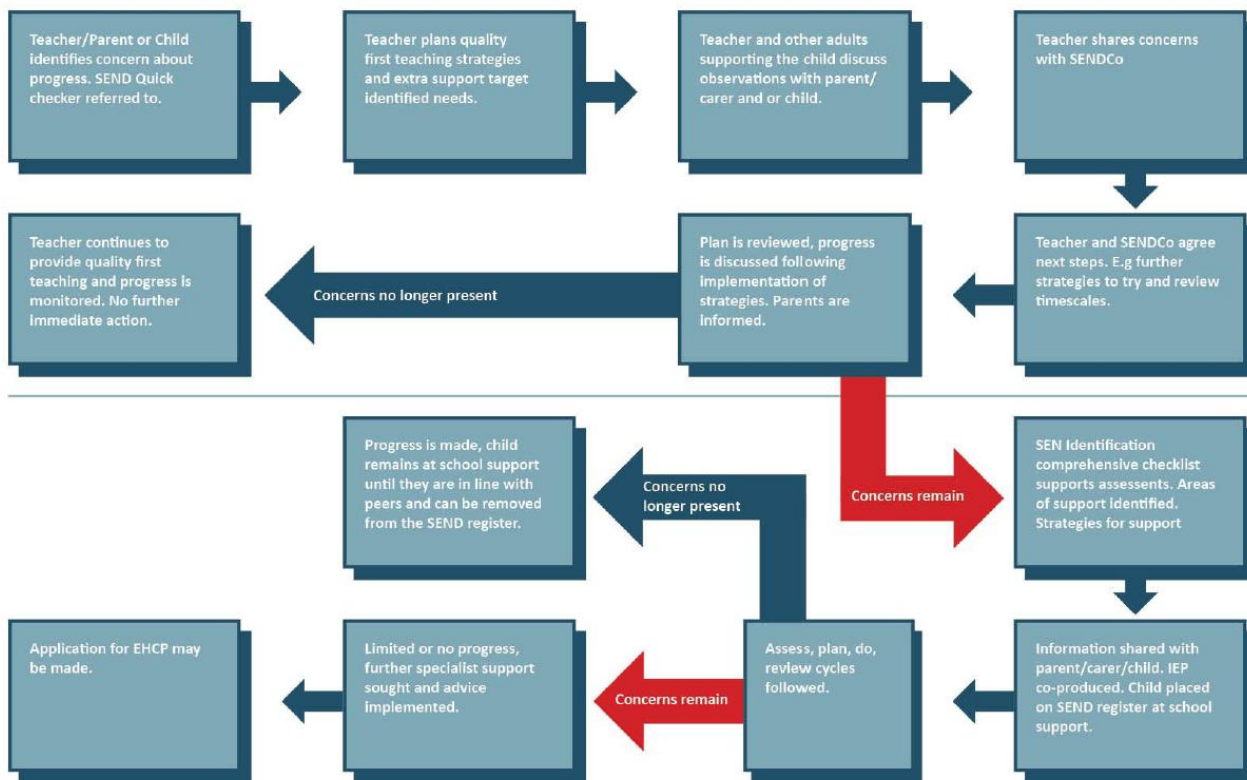 Teacher/Parent or Child
identifies concern about
progress. SEND Quick
checker referred to.
Teacher plans quality
first teaching strategies
and extra support target
identified needs.
Teacher and other adults
supporting the child discuss
observations with parent/
carer and or child.
Teacher shares concerns
with SENDCo
Teacher continues to
provide quality first
teaching and progress is
monitored. No further
immediate action.
Concerns no longer present
Plan is reviewed, progress
is discussed following
implementation of
strategies. Parents are
informed.
Teacher and SENDCo agree
next steps. E.g further
strategies to try and review
timescales.
Progress is made, child
remains at school support
until they are in line with
peers and can be removed
from the SEND register.
Concerns no
longer present
Concerns remain
SEN Identification
comprehensive checklist
supports assessents. Areas
of support identified.
Strategies for support
Application for EHCP may
be made.
Limited or no progress,
further specialist support
sought and advice
implemented.
Concerns remain
Assess, plan, do,
review cycles
followed.
Information shared with
parent/carer/child. IEP
co-produced. Child placed
on SEND register at school
support.